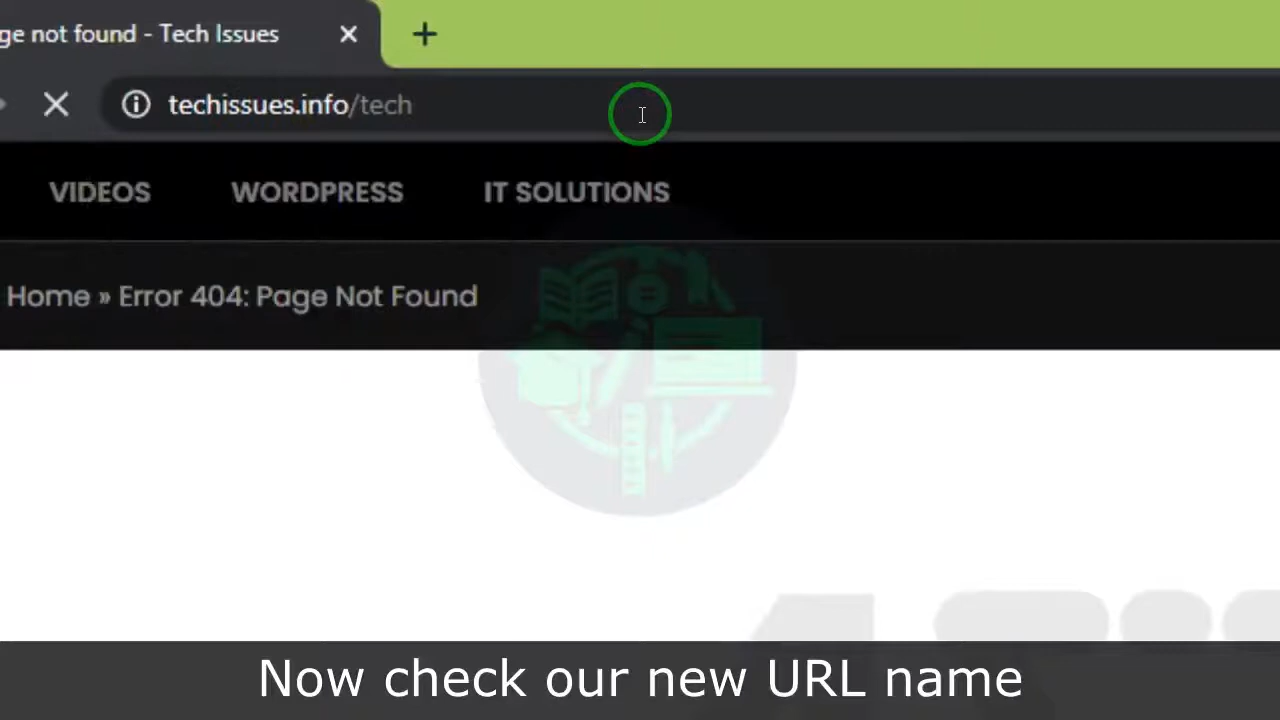 ge not found - Tech Issues
techissues.info/tech
VIDEOS WORDPRESS IT SOLUTIONS
Home » Error 404: Page Not Found
Now check our new URL name